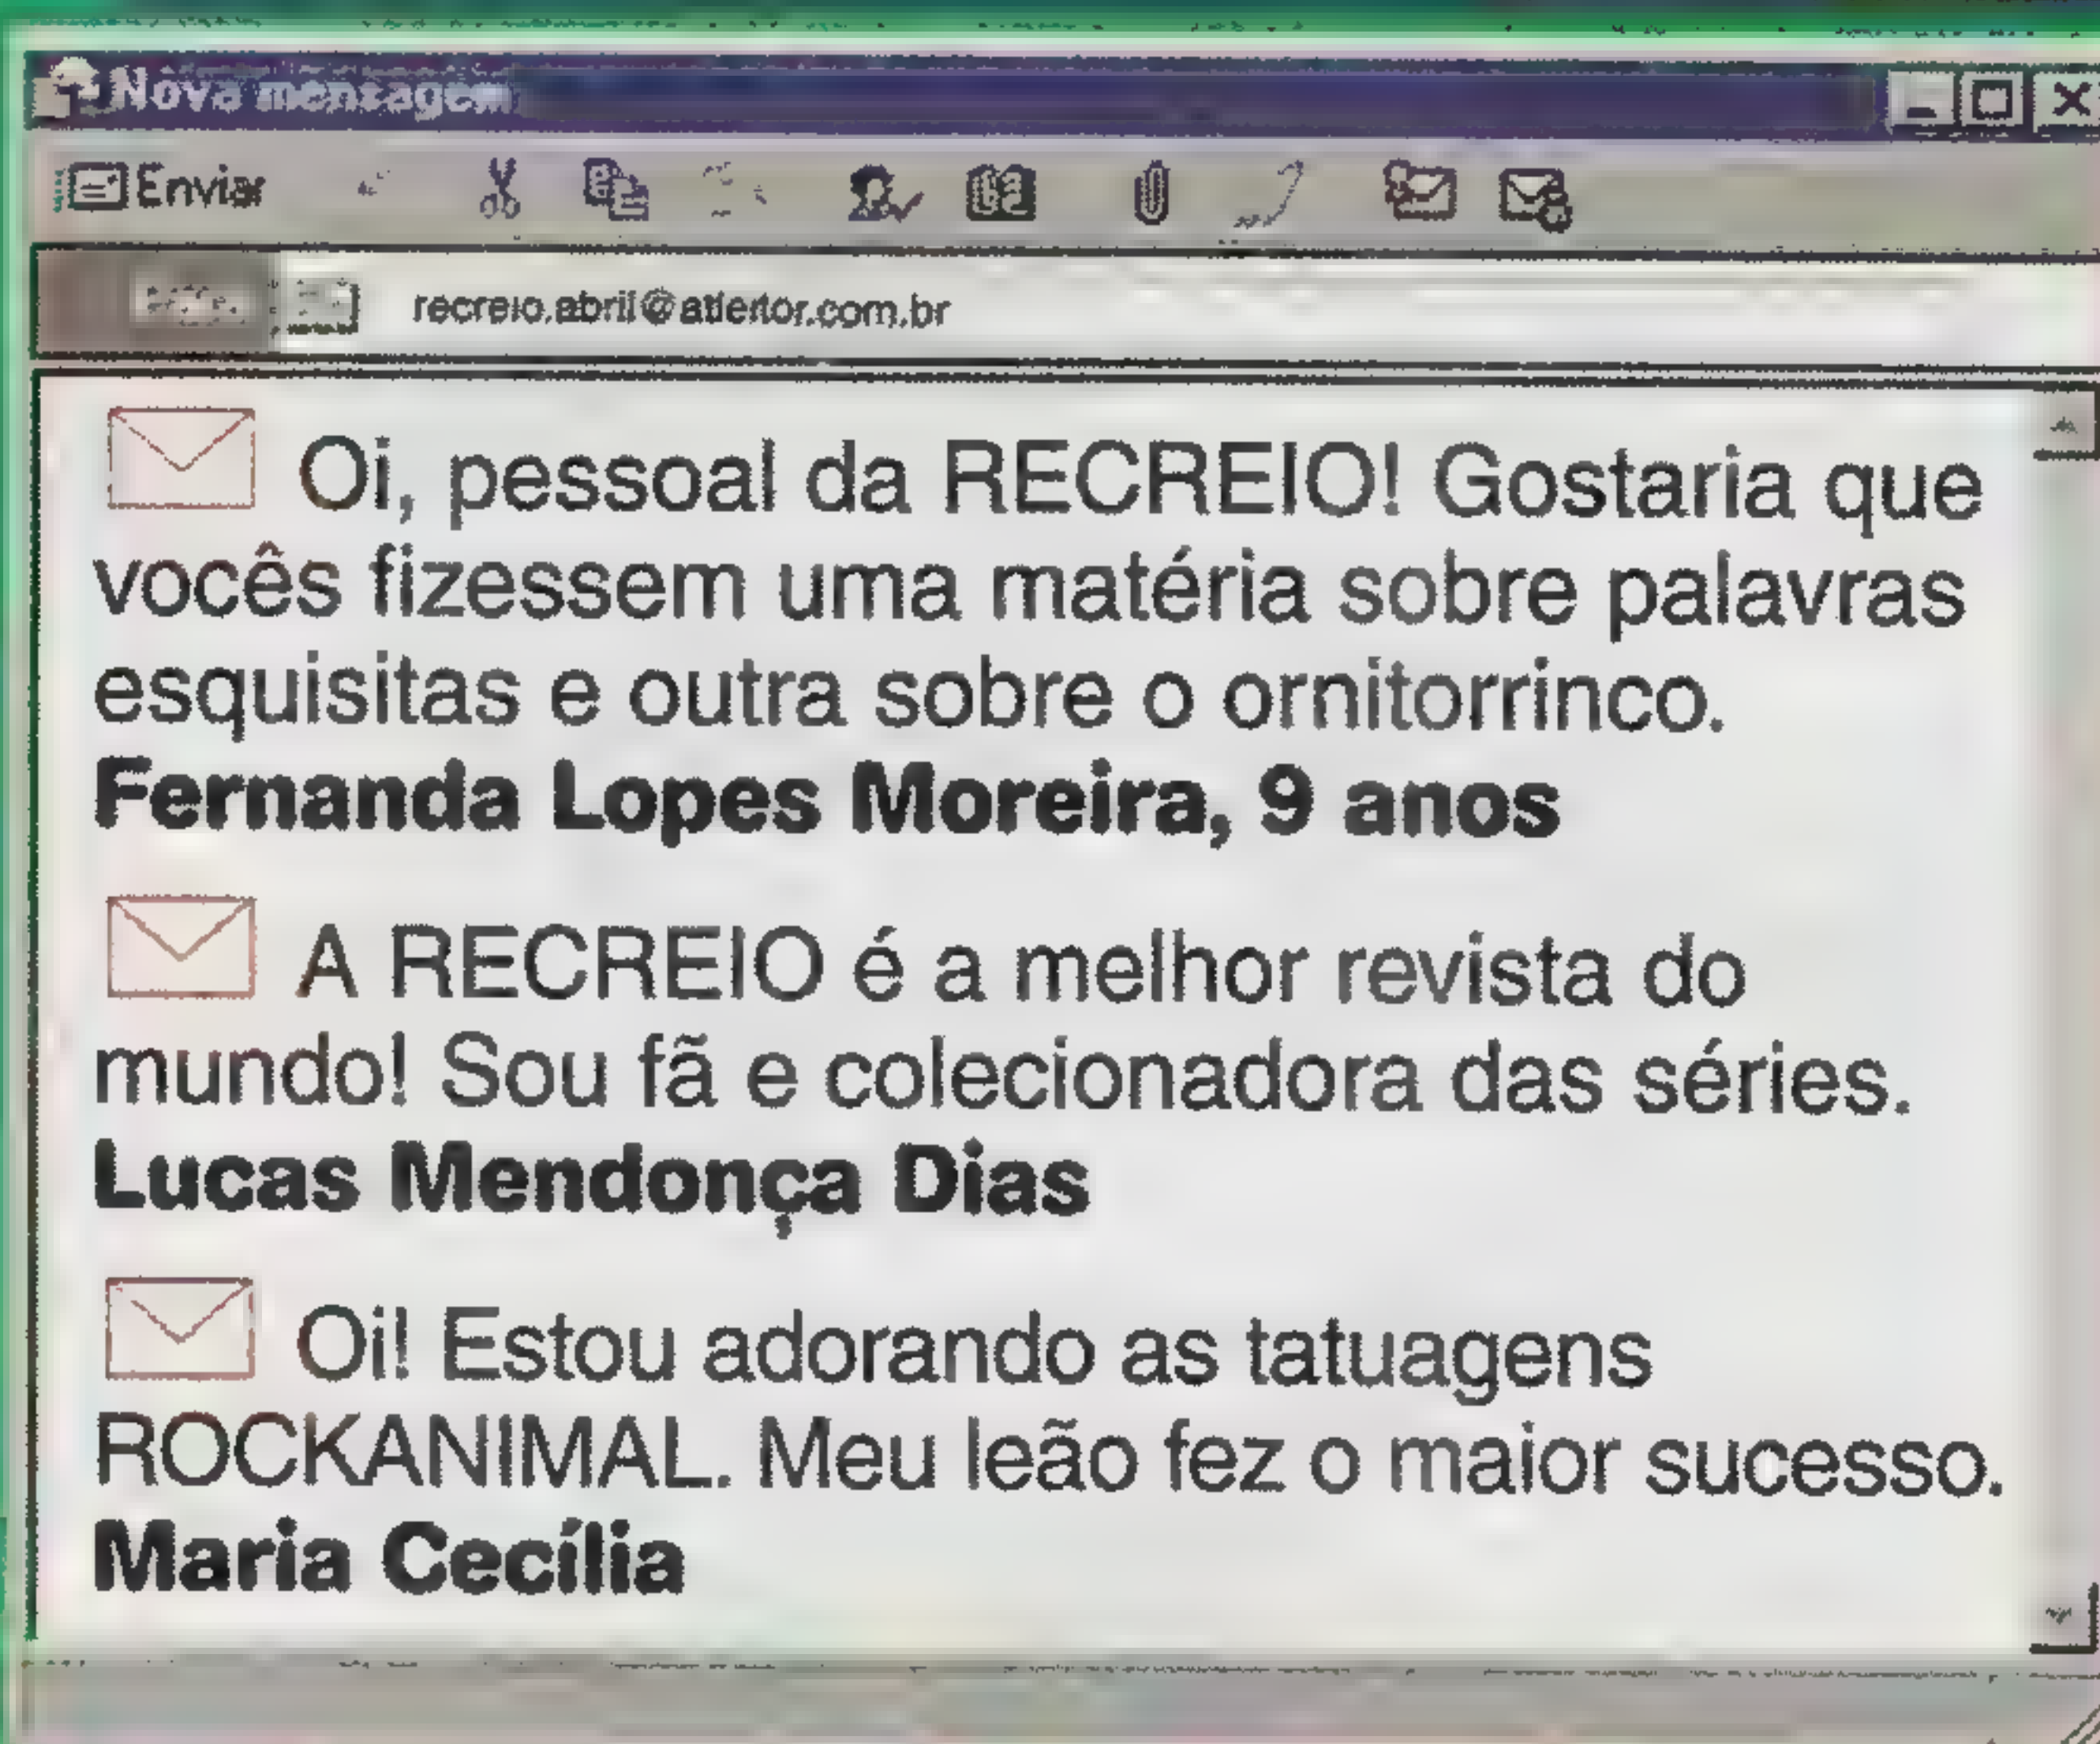 Nova mensagem
Enviar
recreio.abril@atleitor.com.br
Oi, pessoal da RECREIO! Gostaria que
vocês fizessem uma matéria sobre palavras
esquisitas e outra sobre o ornitorrinco.
Fernanda Lopes Moreira, 9 anos
A RECREIO é a melhor revista do
mundo! Sou fã e colecionadora das séries.
Lucas Mendonça Dias
Oi! Estou adorando as tatuagens
ROCKANIMAL. Meu leão fez o maior sucesso.
Maria Cecília